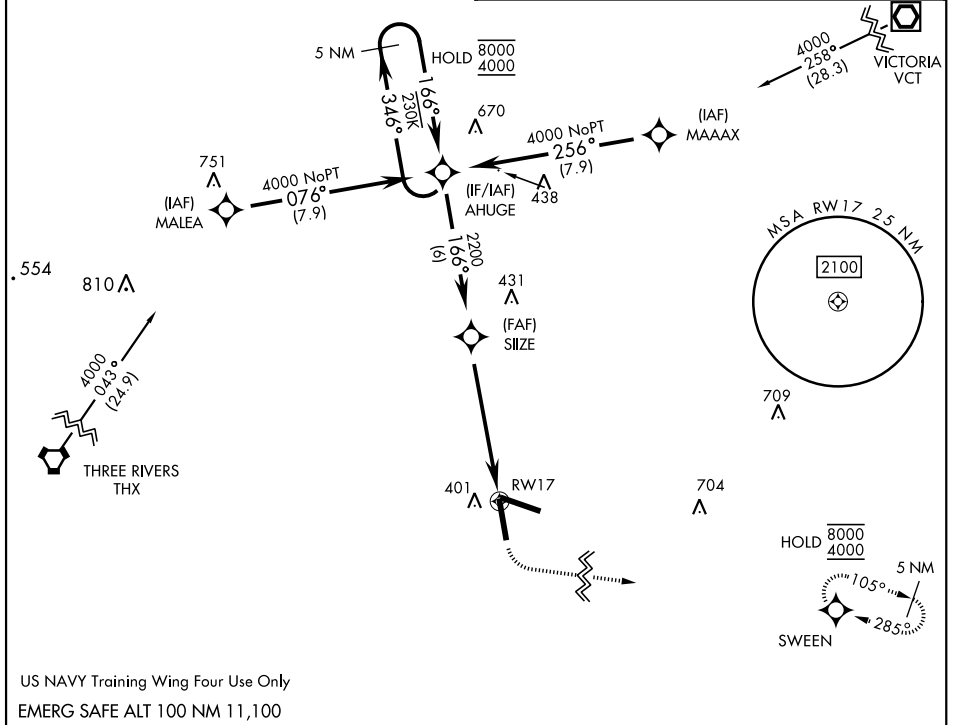 5 NM
HOLD 8000
4000
346°
166°
230K
670
4000
258°
(28.3)
VICTORIA
VCT
(IAF)
MAAAX
4000 NoPT
256°
(7.9)
438
751
(IAF)
MALEA
4000 NoPT
076°
(7.9)
(IF/IAF)
AHUGE
2200
166°
(6)
MSA RW17 25 NM
2100
.554
810
431
(FAF)
SIIZE
4000
043°
(24.9)
THREE RIVERS
THX
709
401
RW17
704
HOLD 8000
4000
5 NM
105°
285°
SWEEN
US NAVY Training Wing Four Use Only
EMERG SAFE ALT 100 NM 11,100